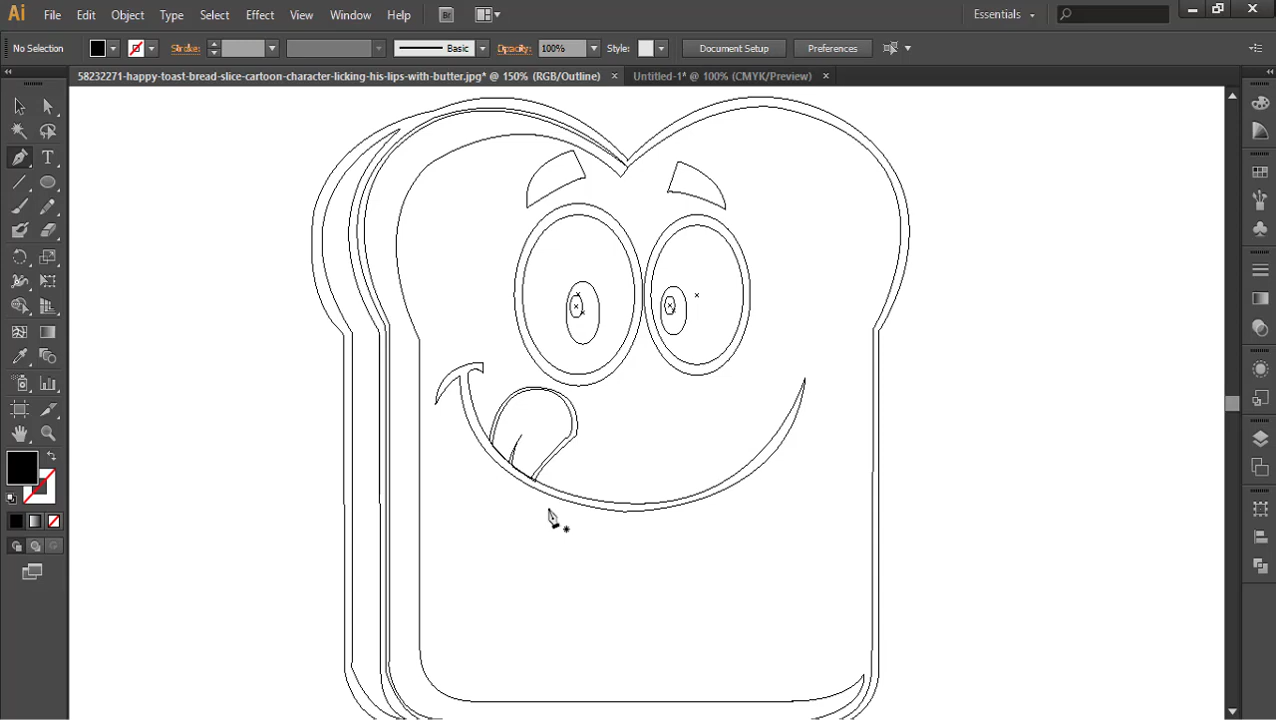 Ai File Edit Object Type Select Effect View Window Help Br Essentials
No Selection Stroke: Basic Opacity: 100% Style: Document Setup Preferences
58232271-happy-toast-bread-slice-cartoon-character-licking-his-lips-with-butter.jpg* @ 150% (RGB/Outline) × Untitled-1* @ 100% (CMYK/Preview) ×
T